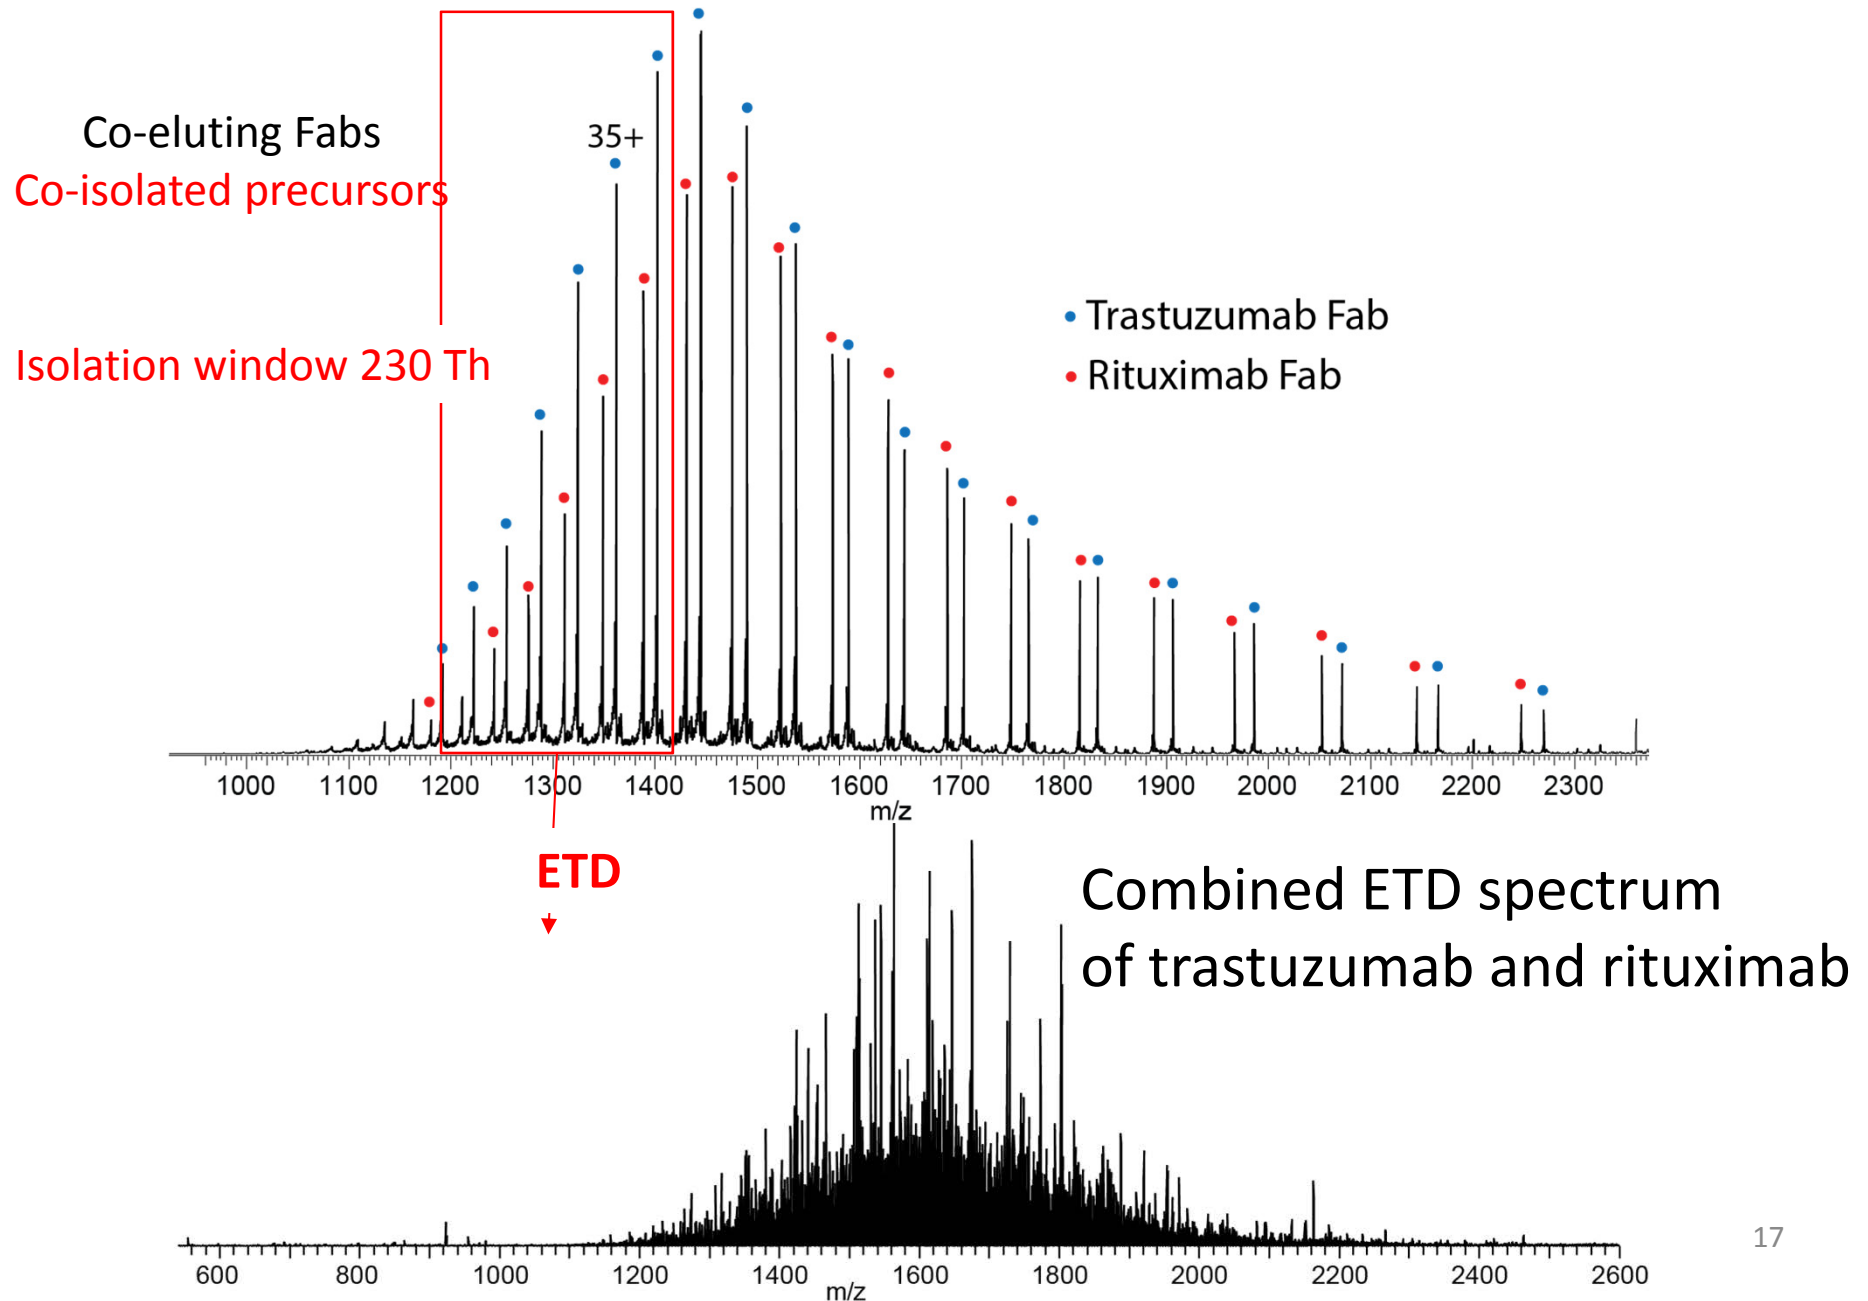 Co-eluting Fabs
Co-isolated precursors
35+
Isolation window 230 Th
• Trastuzumab Fab
• Rituximab Fab
1000 1100 1200 1300 1400 1500 1600 1700 1800 1900 2000 2100 2200 2300
m/z
ETD
Combined ETD spectrum
of trastuzumab and rituximab
17
600 800 1000 1200 1400 1600 1800 2000 2200 2400 2600
m/z